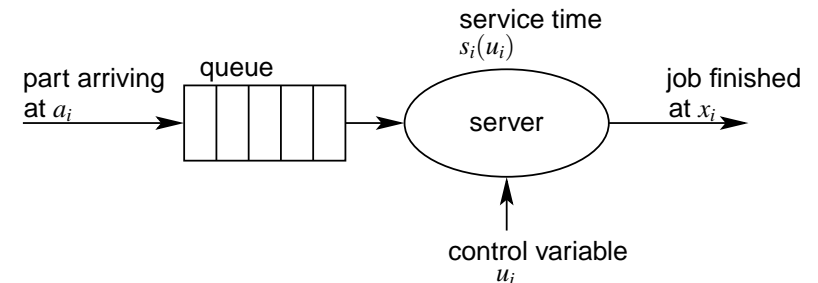 service time
s_i(u_i)
queue
part arriving
at a_i
server
job finished
at x_i
control variable
u_i